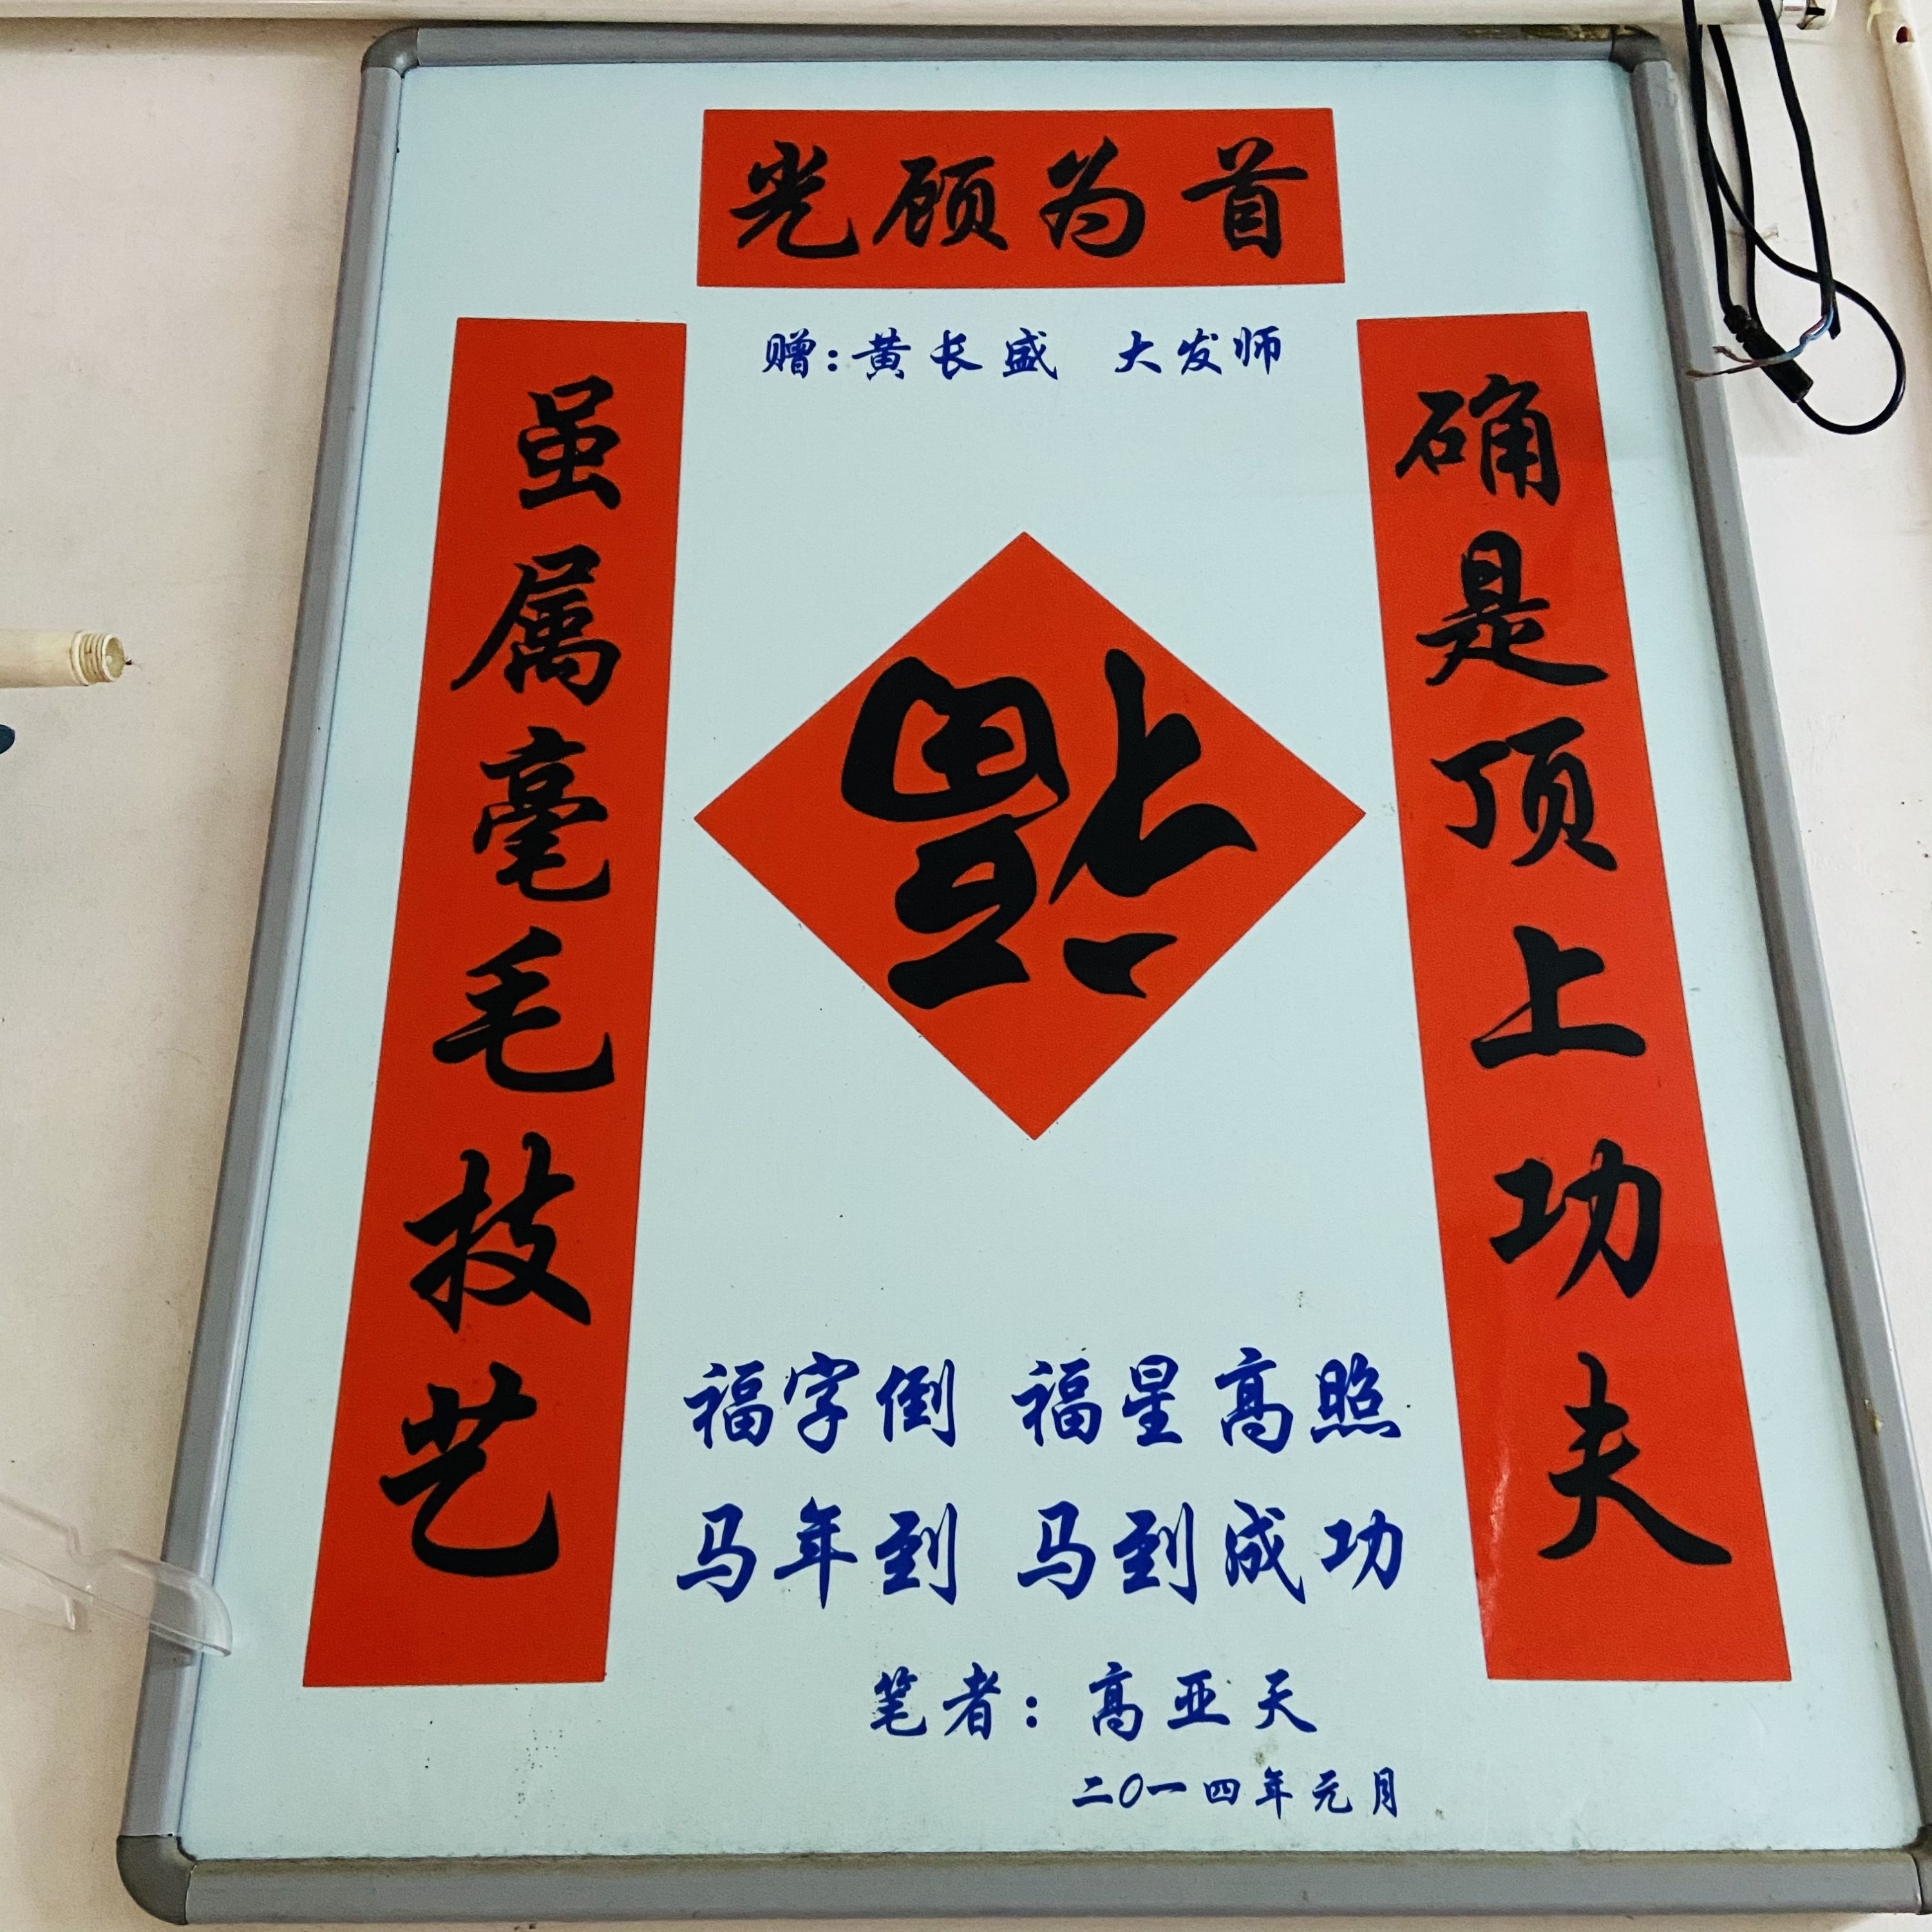 光顾为首
赠:黄长盛 大发师
虽属毫毛技艺
确是顶上功夫
福
福字倒 福星高照
马年到 马到成功
笔者:高亚天
二〇一四年元月